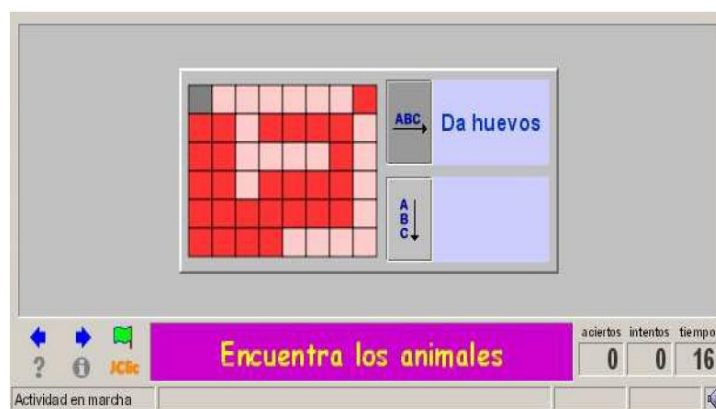 ABC
Da huevos
A
B
C
aciertos intentos tiempo
0 0 16
Encuentra los animales
?
i
JClic
Actividad en marcha